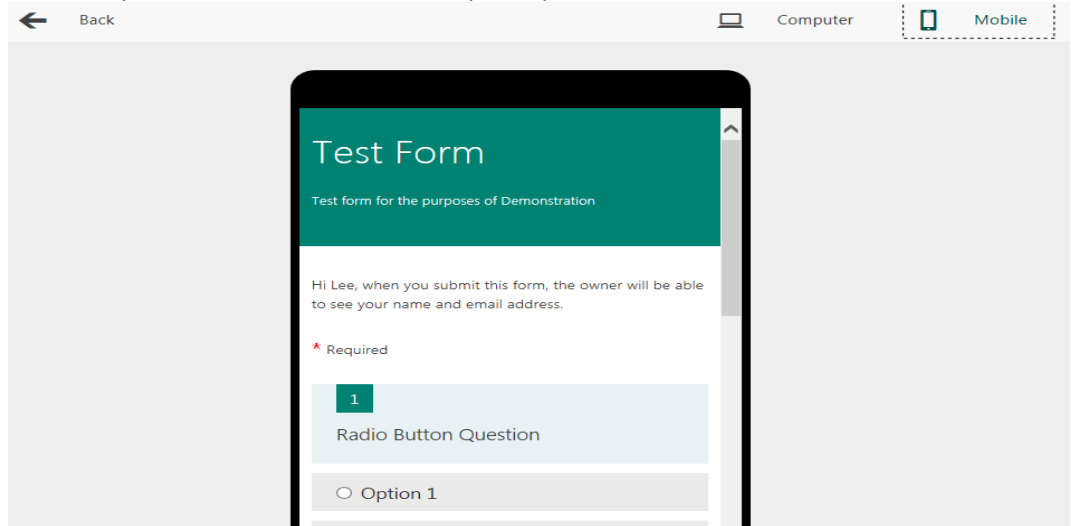 Back
Computer
Mobile
Test Form
Test form for the purposes of Demonstration
Hi Lee, when you submit this form, the owner will be able
to see your name and email address.
* Required
1
Radio Button Question
Option 1